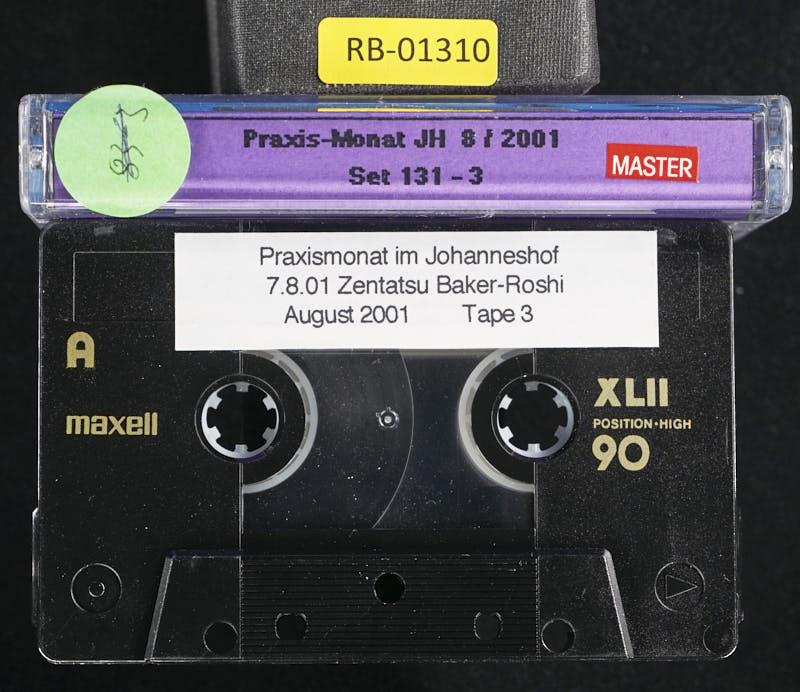 RB-01310
Praxis-Monat JH 8 / 2001
Set 131 - 3
MASTER
Praxismonat im Johanneshof
7.8.01 Zentatsu Baker-Roshi
August 2001 Tape 3
A
maxell
XLII
POSITION·HIGH
90